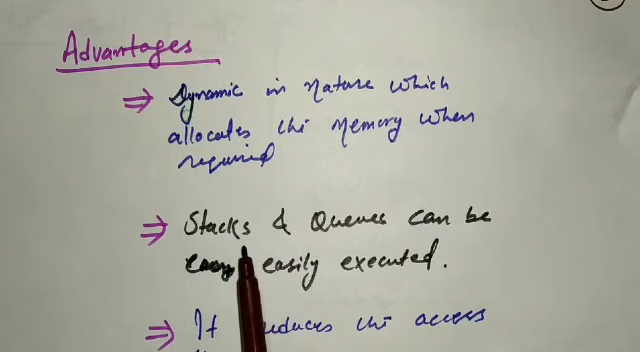 Advantages
⇒ Dynamic in nature which
allocates the memory when
required
⇒ Stacks & Queues can be
easily executed.
⇒ It reduces the access